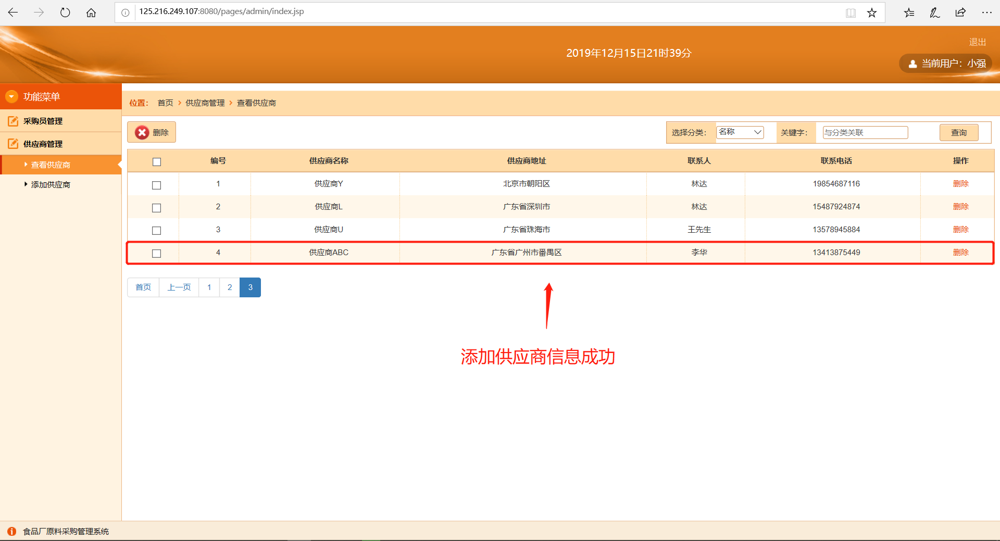 125.216.249.107:8080/pages/admin/index.jsp
退出
2019年12月15日21时39分
当前用户：小强
功能菜单
采购员管理
供应商管理
查看供应商
添加供应商
位置： 首页 › 供应商管理 › 查看供应商
删除 选择分类： 名称 关键字： 与分类关联 查询
编号 供应商名称 供应商地址 联系人 联系电话 操作
1 供应商Y 北京市朝阳区 林达 19854687116 删除
2 供应商L 广东省深圳市 林达 15487924874 删除
3 供应商U 广东省珠海市 王先生 13578945884 删除
4 供应商ABC 广东省广州市番禺区 李华 13413875449 删除
首页 上一页 1 2 3
添加供应商信息成功
食品厂原料采购管理系统